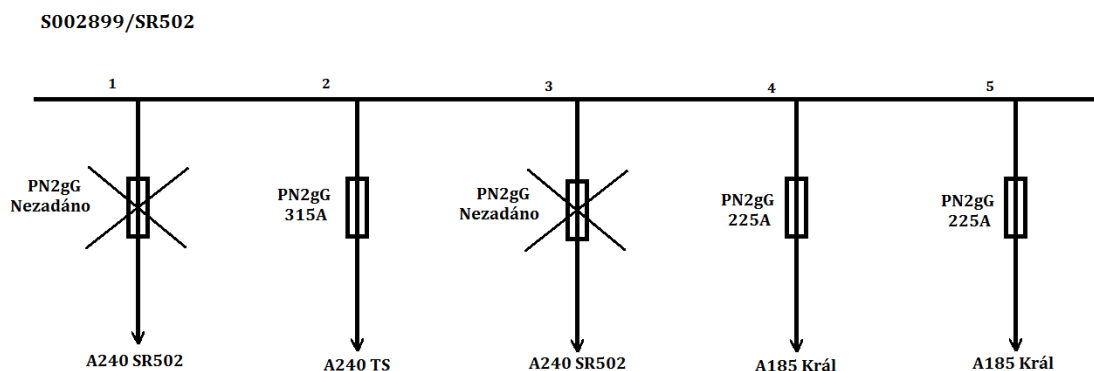 S002899/SR502
1
2
3
4
5
PN2gG
Nezadáno
PN2gG
315A
PN2gG
Nezadáno
PN2gG
225A
PN2gG
225A
A240 SR502
A240 TS
A240 SR502
A185 Král
A185 Král